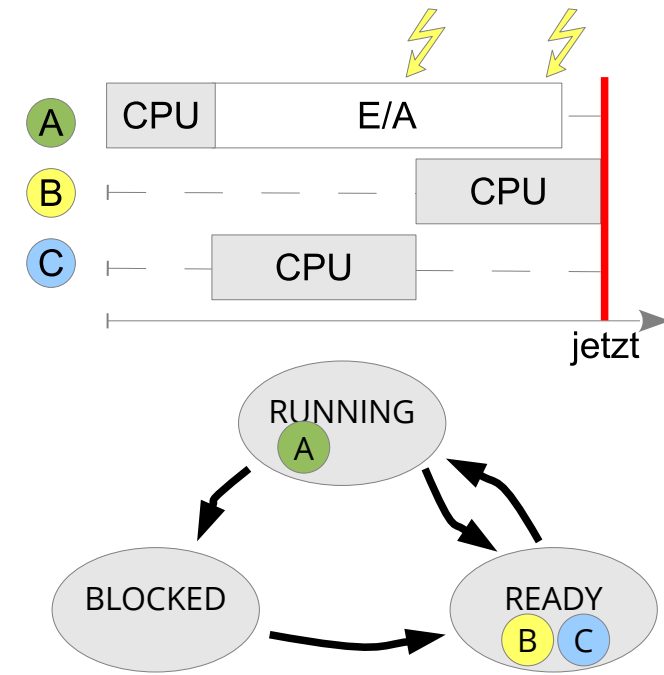 A CPU E/A
B CPU
C CPU
jetzt
RUNNING
A
BLOCKED READY
B C